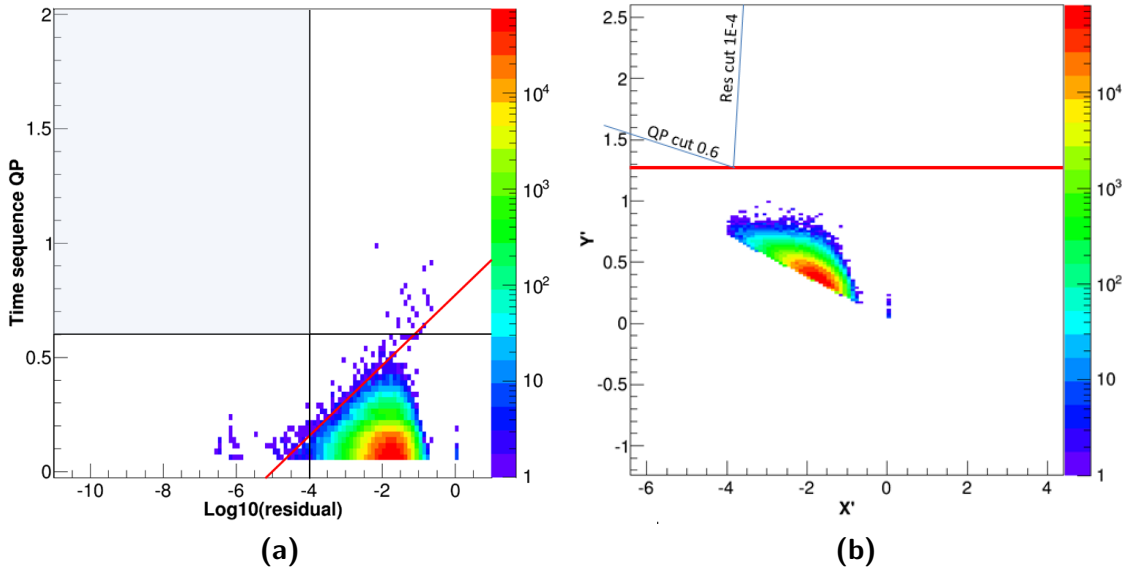 2
1.5
1
0.5
0
Time sequence QP
-10 -8 -6 -4 -2 0
Log10(residual)
10⁴
10³
10²
10
1
(a)
2.5
2
1.5
1
0.5
0
-0.5
-1
Y'
Res cut 1E-4
QP cut 0.6
-6 -4 -2 0 2 4
X'
10⁴
10³
10²
10
1
(b)